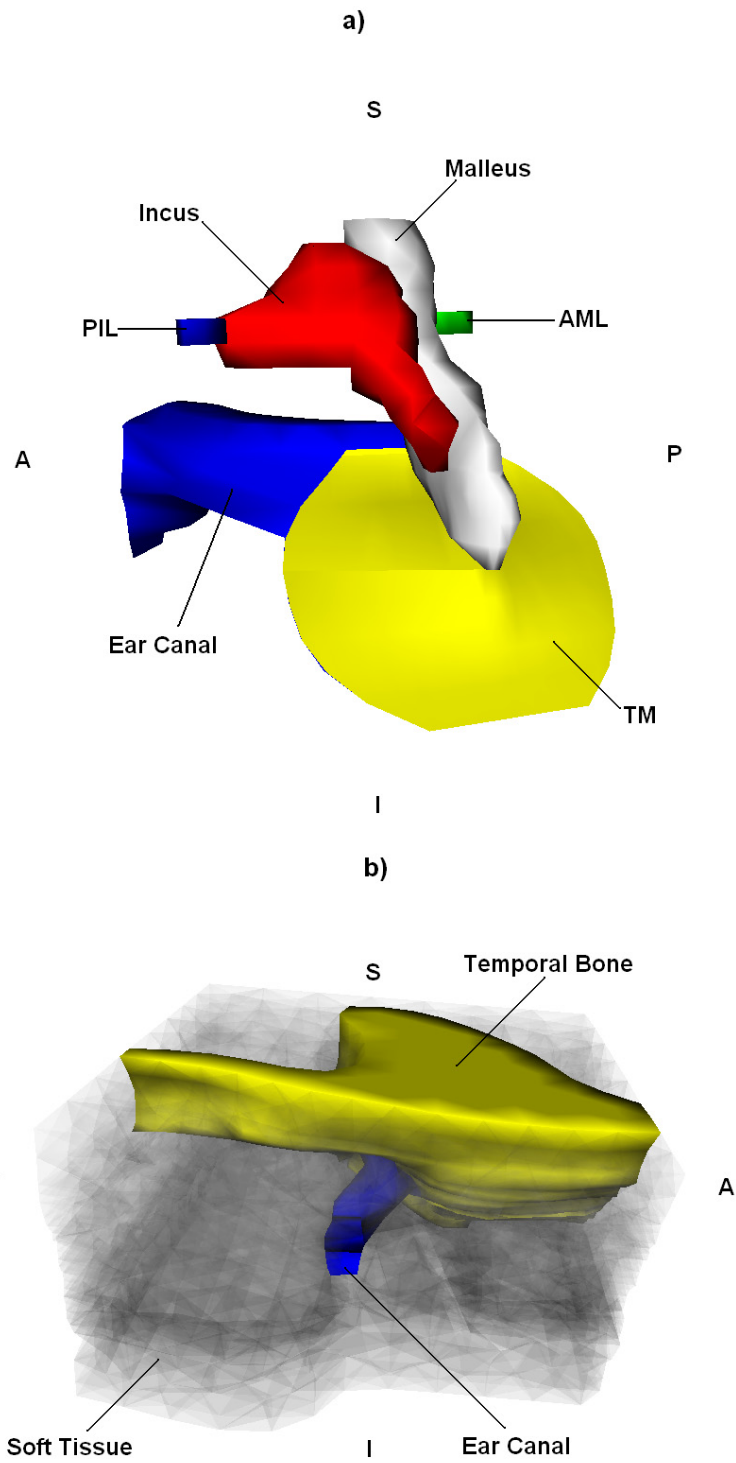 a)
S
Malleus
Incus
PIL
AML
A
P
Ear Canal
TM
I
b)
S
Temporal Bone
A
Soft Tissue
I
Ear Canal